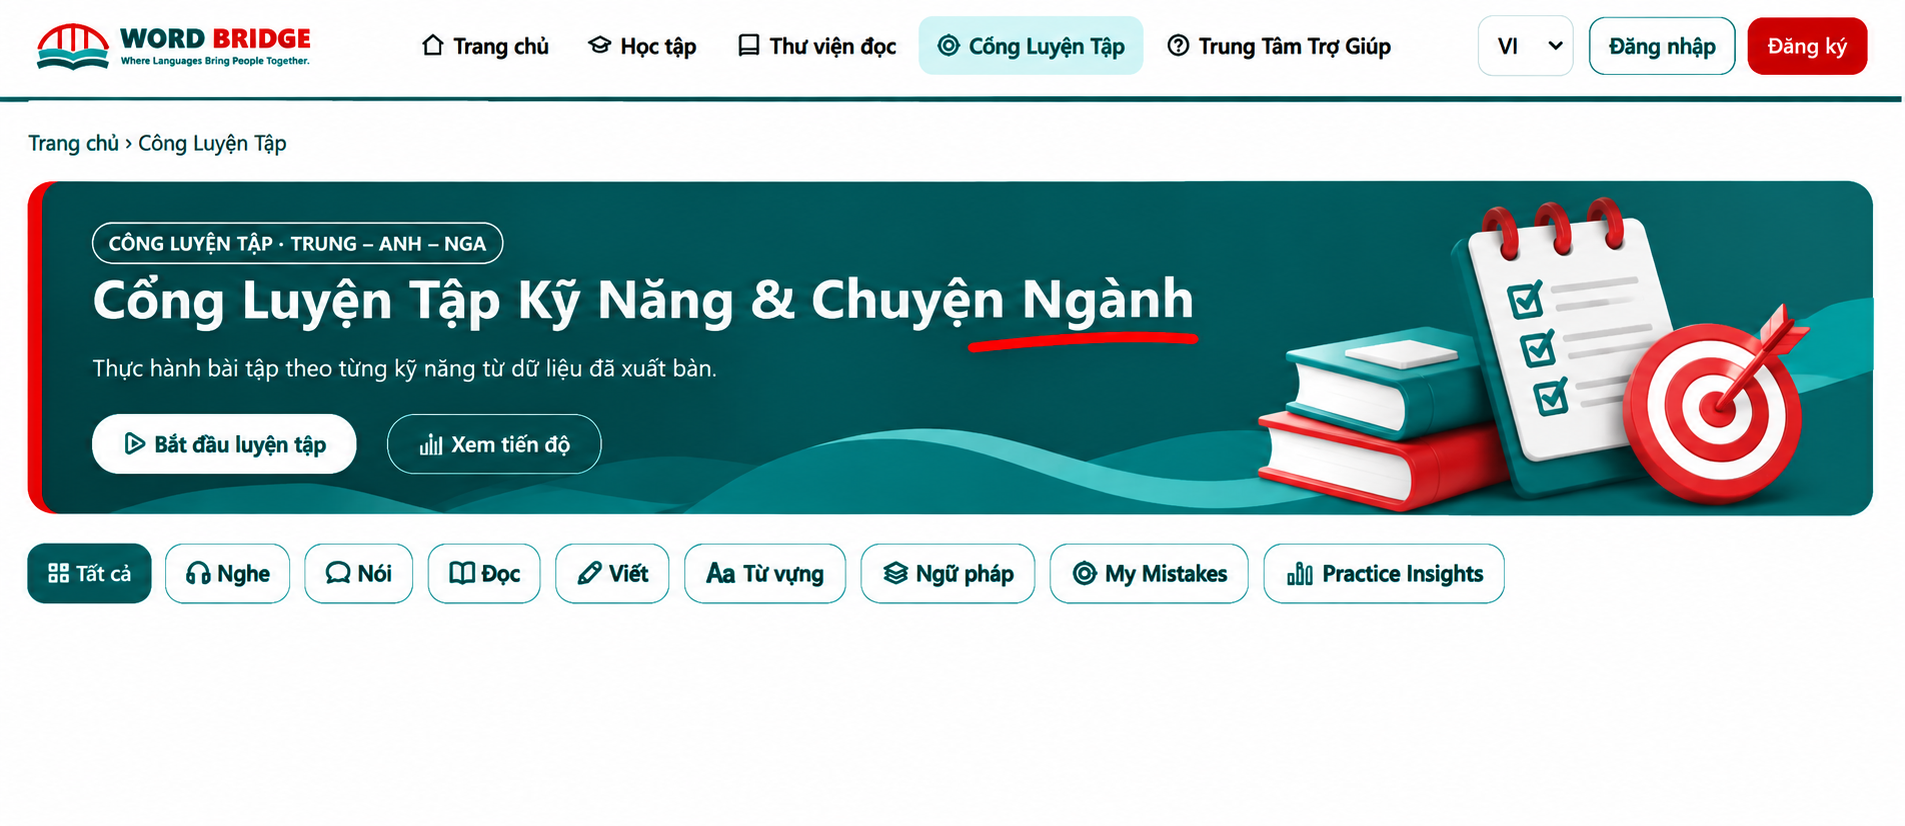 WORD BRIDGE
Where Languages Bring People Together.
Trang chủ
Học tập
Thư viện đọc
Cống Luyện Tập
Trung Tâm Trợ Giúp
VI
Đăng nhập
Đăng ký
Trang chủ › Công Luyện Tập
CÔNG LUYỆN TẬP · TRUNG – ANH – NGA
Cổng Luyện Tập Kỹ Năng & Chuyện Ngành
Thực hành bài tập theo từng kỹ năng từ dữ liệu đã xuất bàn.
Bắt đầu luyện tập
Xem tiến độ
Tất cả
Nghe
Nói
Đọc
Viết
Aa Từ vựng
Ngữ pháp
My Mistakes
Practice Insights